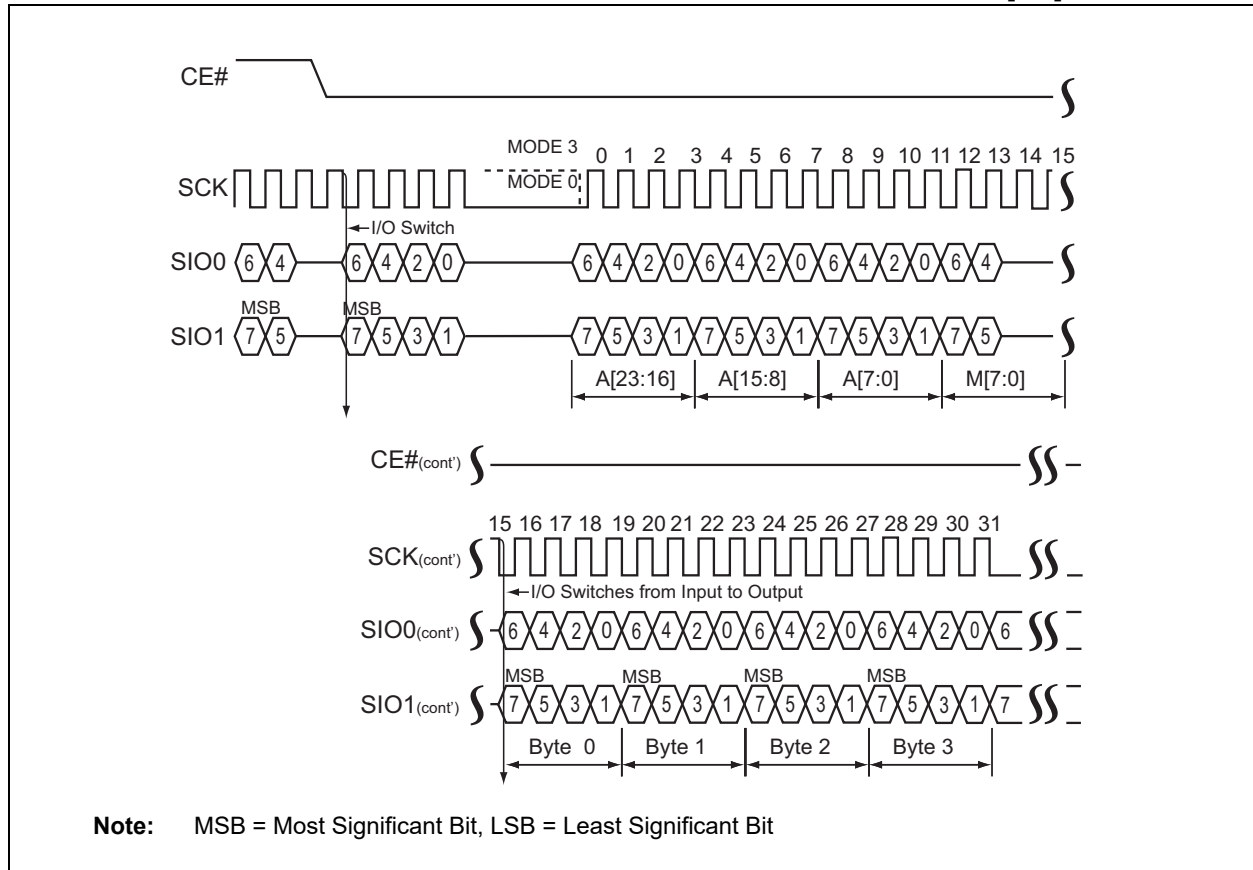 CE#
MODE 3
0 1 2 3 4 5 6 7 8 9 10 11 12 13 14 15
SCK
MODE 0
I/O Switch
SIO0 6 4 6 4 2 0 6 4 2 0 6 4 2 0 6 4 2 0 6 4
MSB MSB
SIO1 7 5 7 5 3 1 7 5 3 1 7 5 3 1 7 5 3 1 7 5
A[23:16] A[15:8] A[7:0] M[7:0]
CE#(cont')
15 16 17 18 19 20 21 22 23 24 25 26 27 28 29 30 31
SCK(cont')
I/O Switches from Input to Output
SIO0(cont') 6 4 2 0 6 4 2 0 6 4 2 0 6 4 2 0 6
MSB MSB MSB MSB
SIO1(cont') 7 5 3 1 7 5 3 1 7 5 3 1 7 5 3 1 7
Byte 0 Byte 1 Byte 2 Byte 3
Note: MSB = Most Significant Bit, LSB = Least Significant Bit